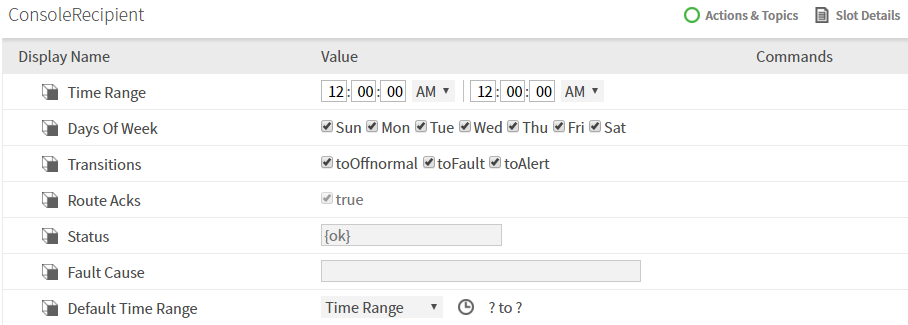 ConsoleRecipient Actions & Topics Slot Details
Display Name Value Commands
Time Range 12:00:00 AM 12:00:00 AM
Days Of Week Sun Mon Tue Wed Thu Fri Sat
Transitions toOffnormal toFault toAlert
Route Acks true
Status {ok}
Fault Cause
Default Time Range Time Range ? to ?